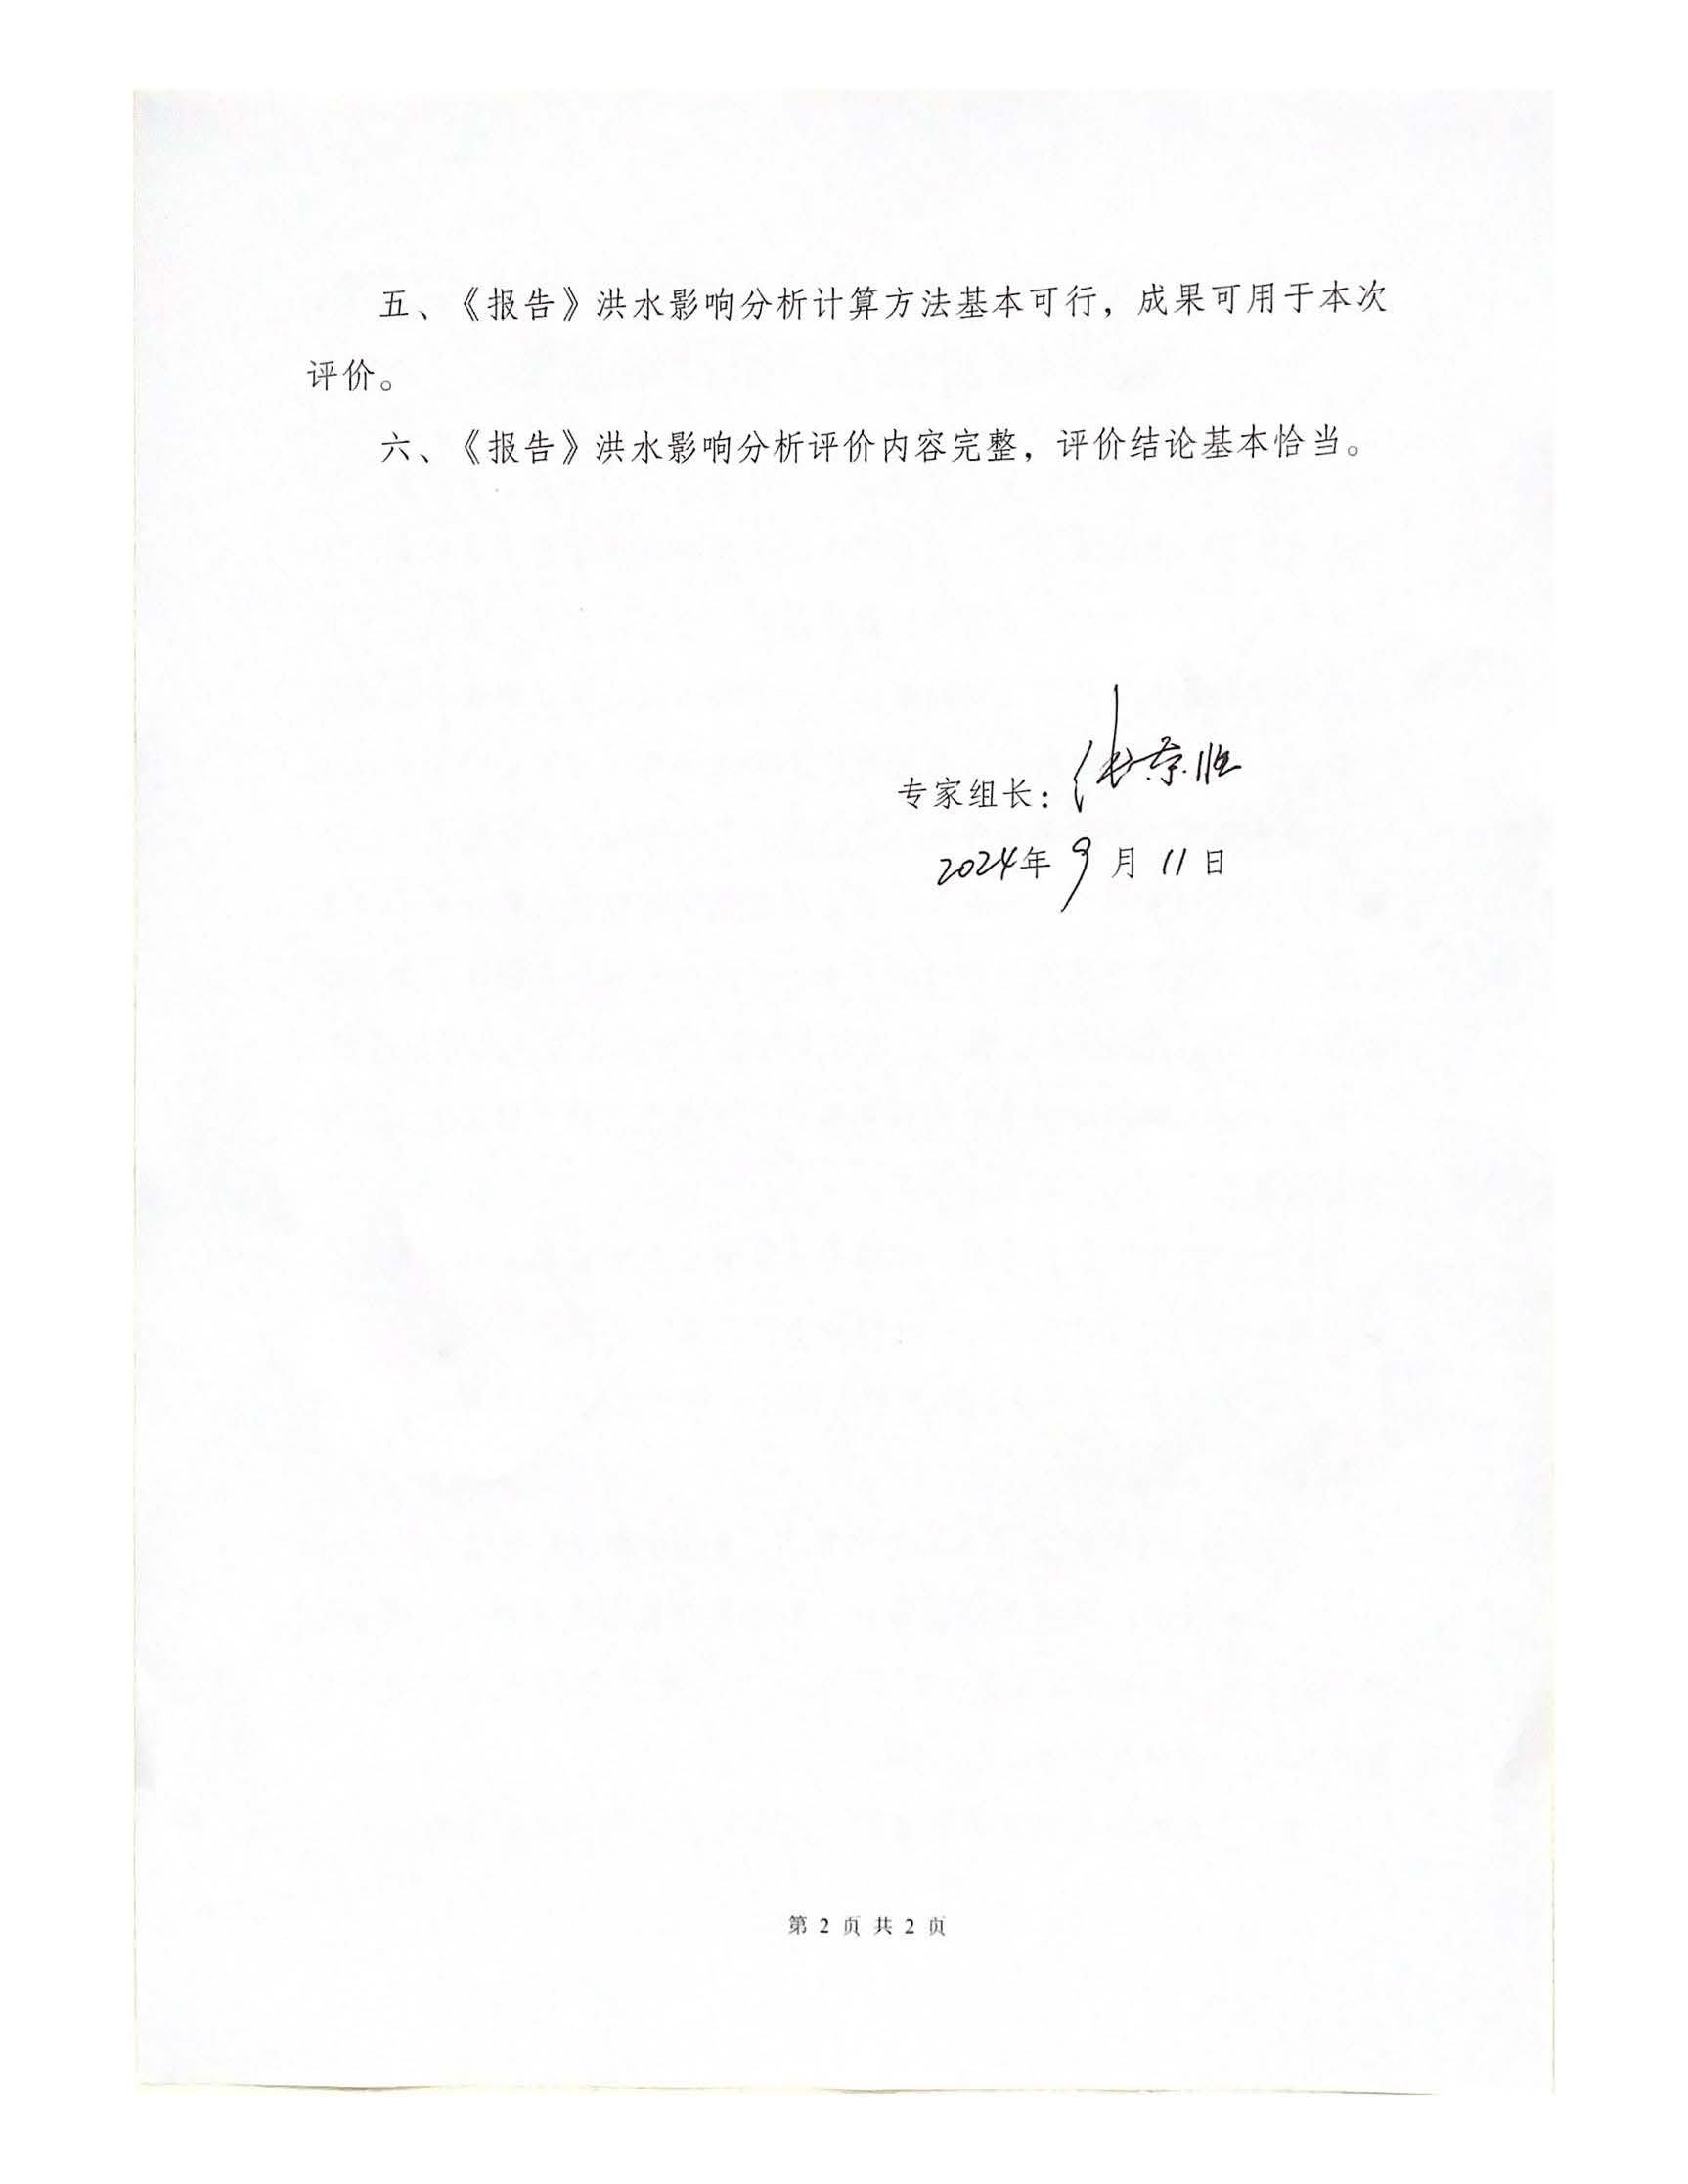 五、《报告》洪水影响分析计算方法基本可行，成果可用于本次
评价。
六、《报告》洪水影响分析评价内容完整，评价结论基本恰当。
专家组长：
2024年9月11日
第 2 页 共 2 页